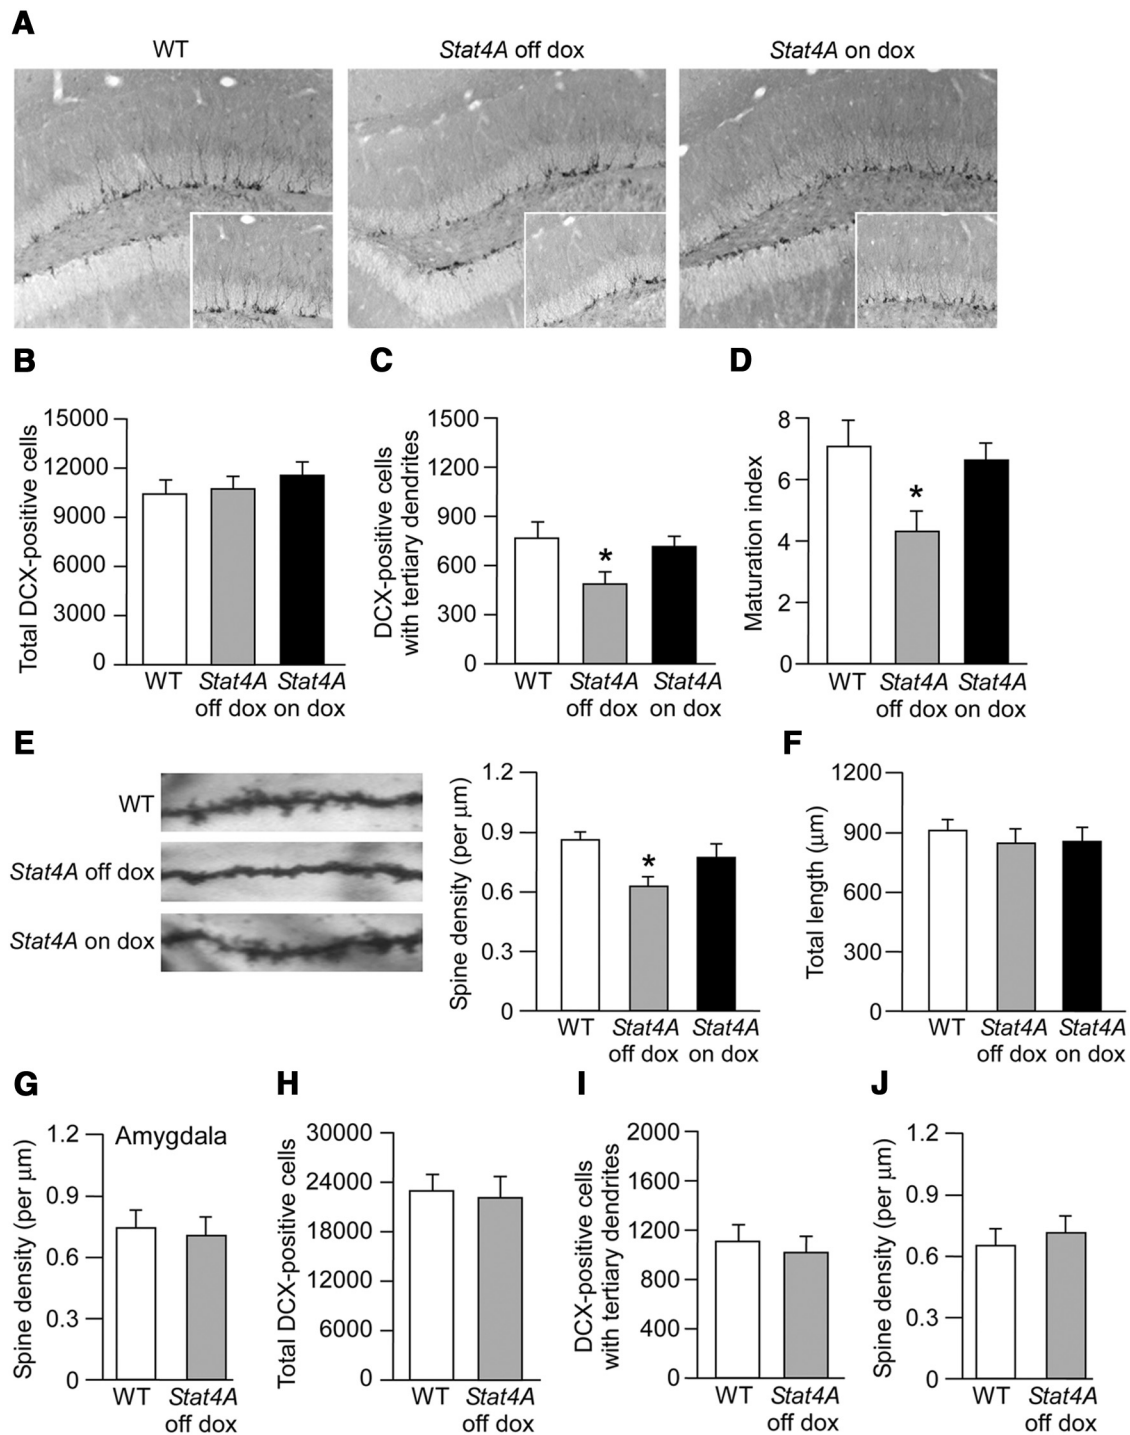 A
WT
Stat4A off dox
Stat4A on dox
B
Total DCX-positive cells
15000
12000
9000
6000
3000
0
WT
Stat4A off dox
Stat4A on dox
C
DCX-positive cells
with tertiary dendrites
1500
1200
900
600
300
0
*
WT
Stat4A off dox
Stat4A on dox
D
Maturation index
8
6
4
2
0
*
WT
Stat4A off dox
Stat4A on dox
E
WT
Stat4A off dox
Stat4A on dox
Spine density (per μm)
1.2
0.9
0.6
0.3
0
*
WT
Stat4A off dox
Stat4A on dox
F
Total length (μm)
1200
900
600
300
0
WT
Stat4A off dox
Stat4A on dox
G
Amygdala
Spine density (per μm)
1.2
0.9
0.6
0.3
0
WT
Stat4A off dox
H
Total DCX-positive cells
30000
24000
18000
12000
6000
0
WT
Stat4A off dox
I
DCX-positive cells
with tertiary dendrites
2000
1600
1200
800
400
0
WT
Stat4A off dox
J
Spine density (per μm)
1.2
0.9
0.6
0.3
0
WT
Stat4A off dox